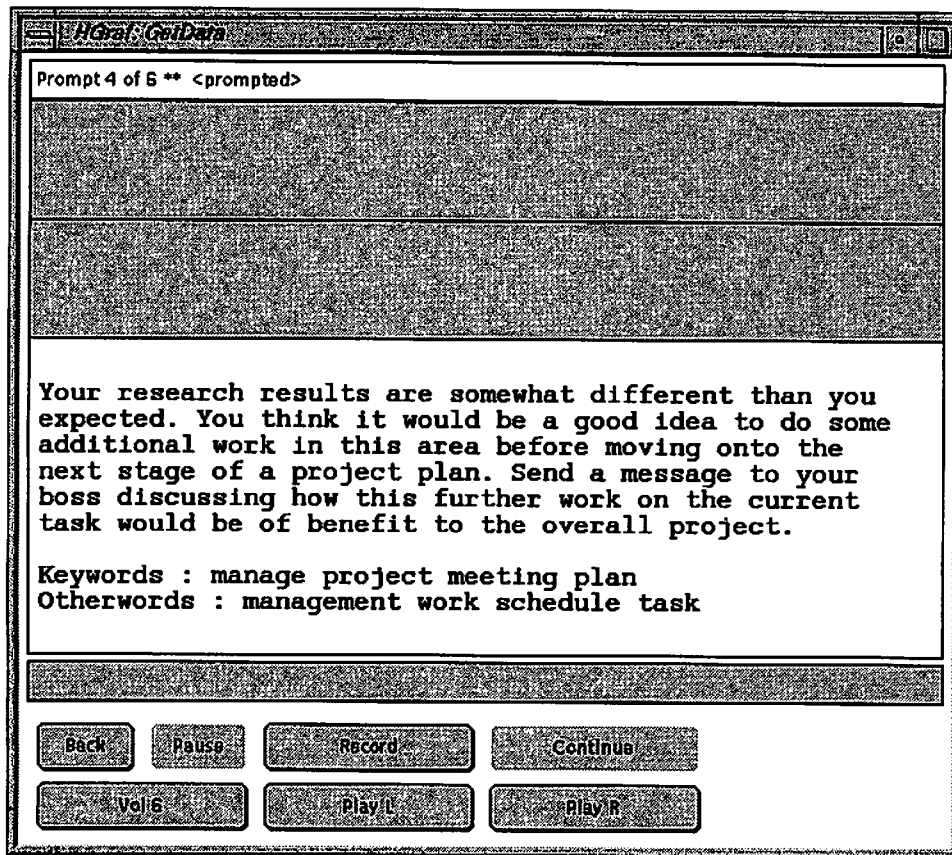 HGraf: GetData
Prompt 4 of 6 ** <prompted>
Your research results are somewhat different than you
expected. You think it would be a good idea to do some
additional work in this area before moving onto the
next stage of a project plan. Send a message to your
boss discussing how this further work on the current
task would be of benefit to the overall project.
Keywords : manage project meeting plan
Otherwords : management work schedule task
Back Pause Record Continue
Vol 6 Play L Play R